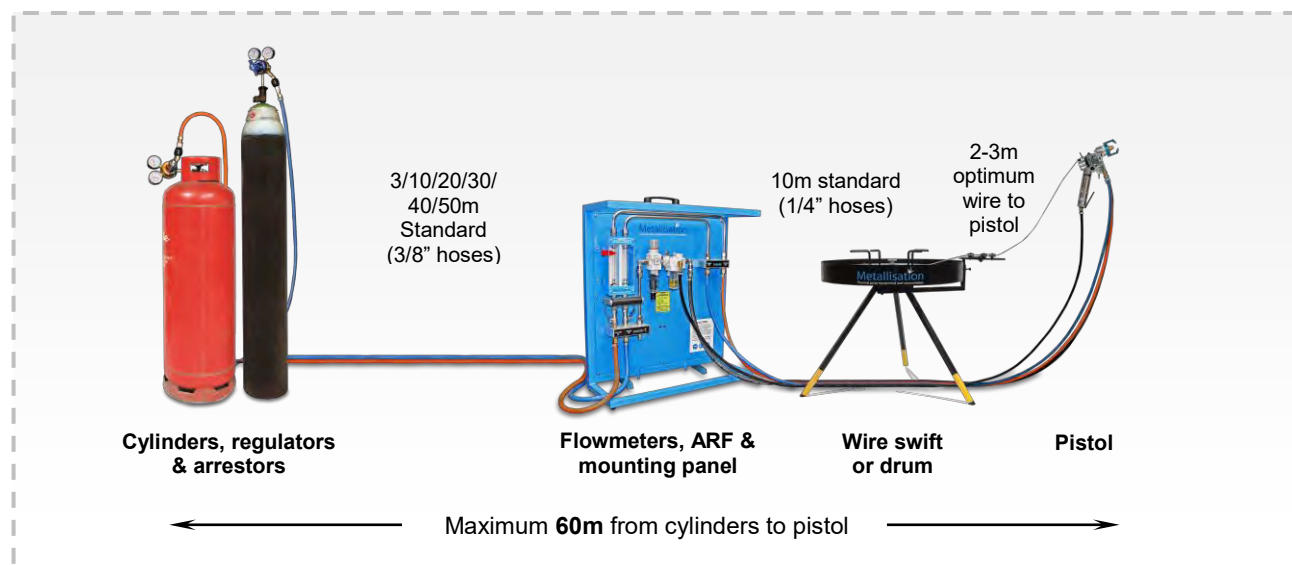 3/10/20/30/
40/50m
Standard
(3/8” hoses)
10m standard
(1/4” hoses)
2-3m
optimum
wire to
pistol
Metallisation
Metallisation
Cylinders, regulators
& arrestors
Flowmeters, ARF &
mounting panel
Wire swift
or drum
Pistol
Maximum 60m from cylinders to pistol